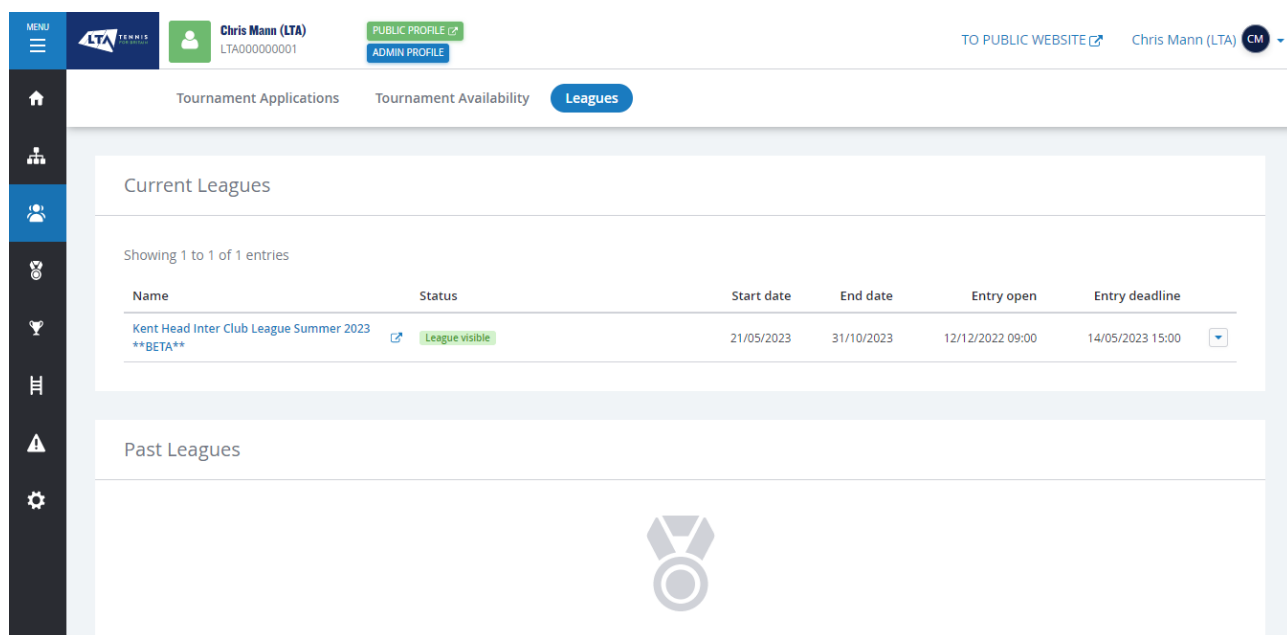 MENU
LTA TENNIS FOR BRITAIN
Chris Mann (LTA)
LTA000000001
PUBLIC PROFILE
ADMIN PROFILE
TO PUBLIC WEBSITE
Chris Mann (LTA) CM
Tournament Applications Tournament Availability Leagues
Current Leagues
Showing 1 to 1 of 1 entries
Name Status Start date End date Entry open Entry deadline
Kent Head Inter Club League Summer 2023
**BETA**
League visible 21/05/2023 31/10/2023 12/12/2022 09:00 14/05/2023 15:00
Past Leagues